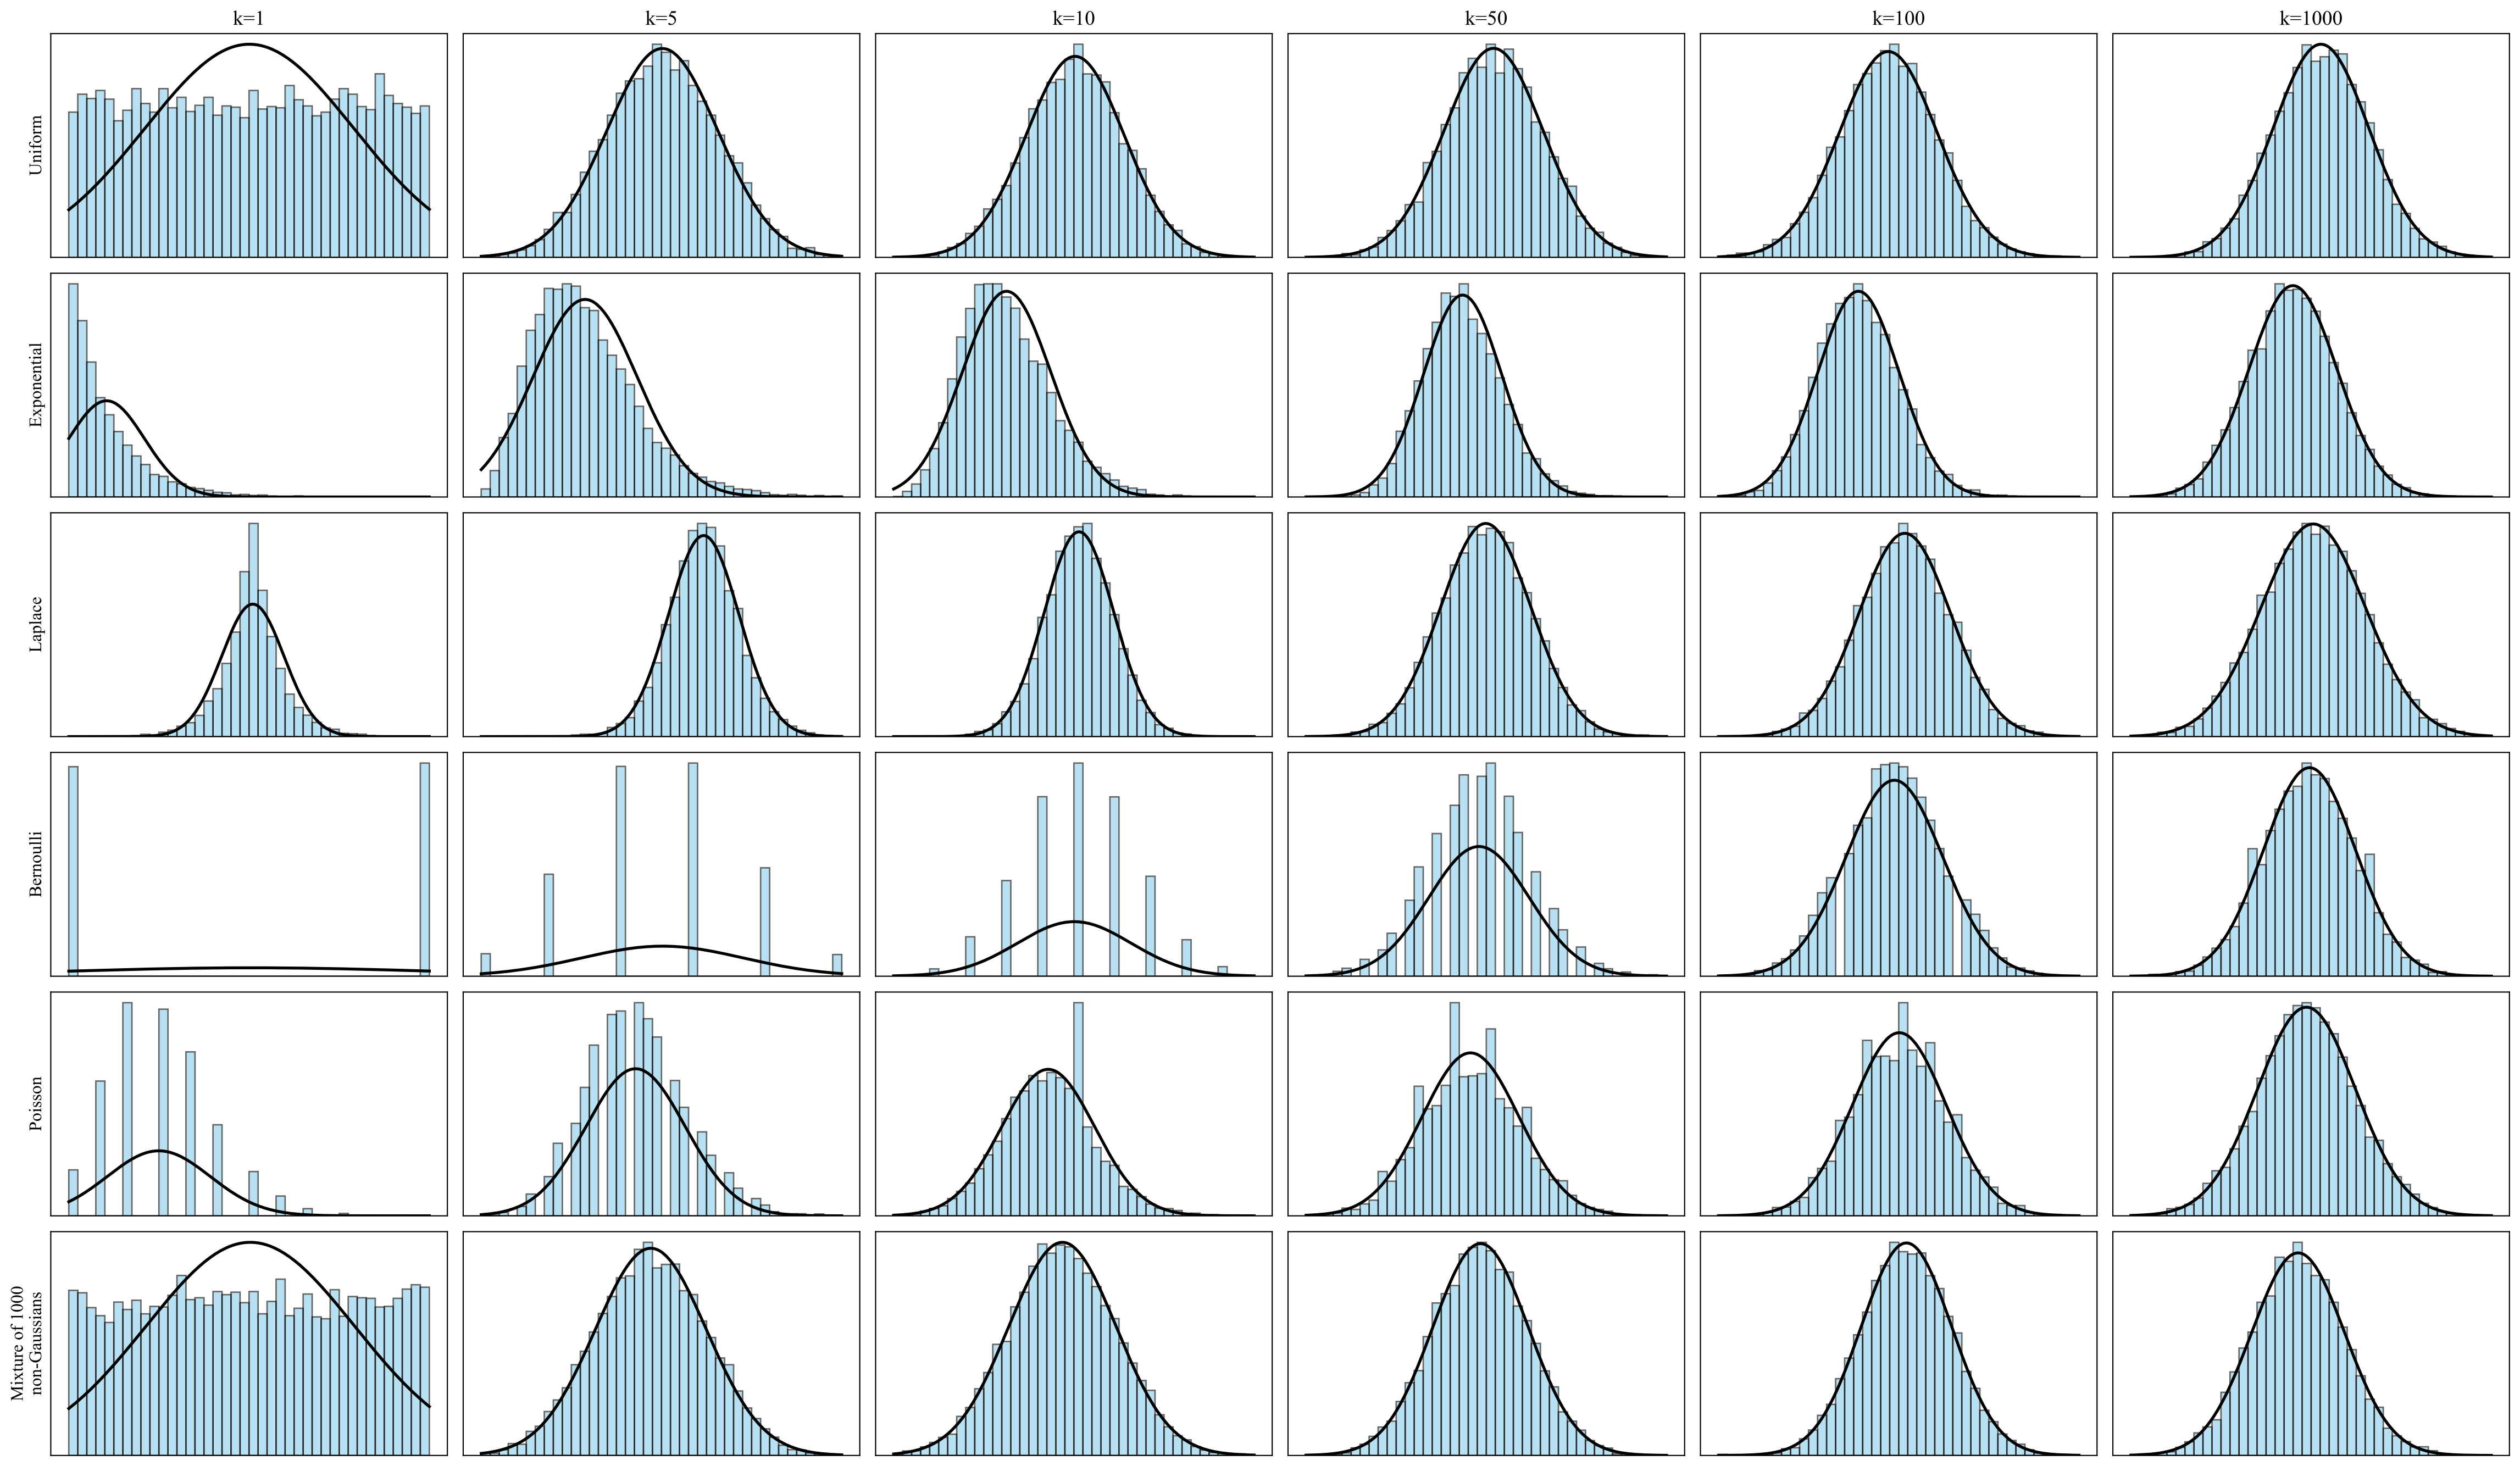 k=1
k=5
k=10
k=50
k=100
k=1000
Uniform
Exponential
Laplace
Bernoulli
Poisson
Mixture of 1000
non-Gaussians